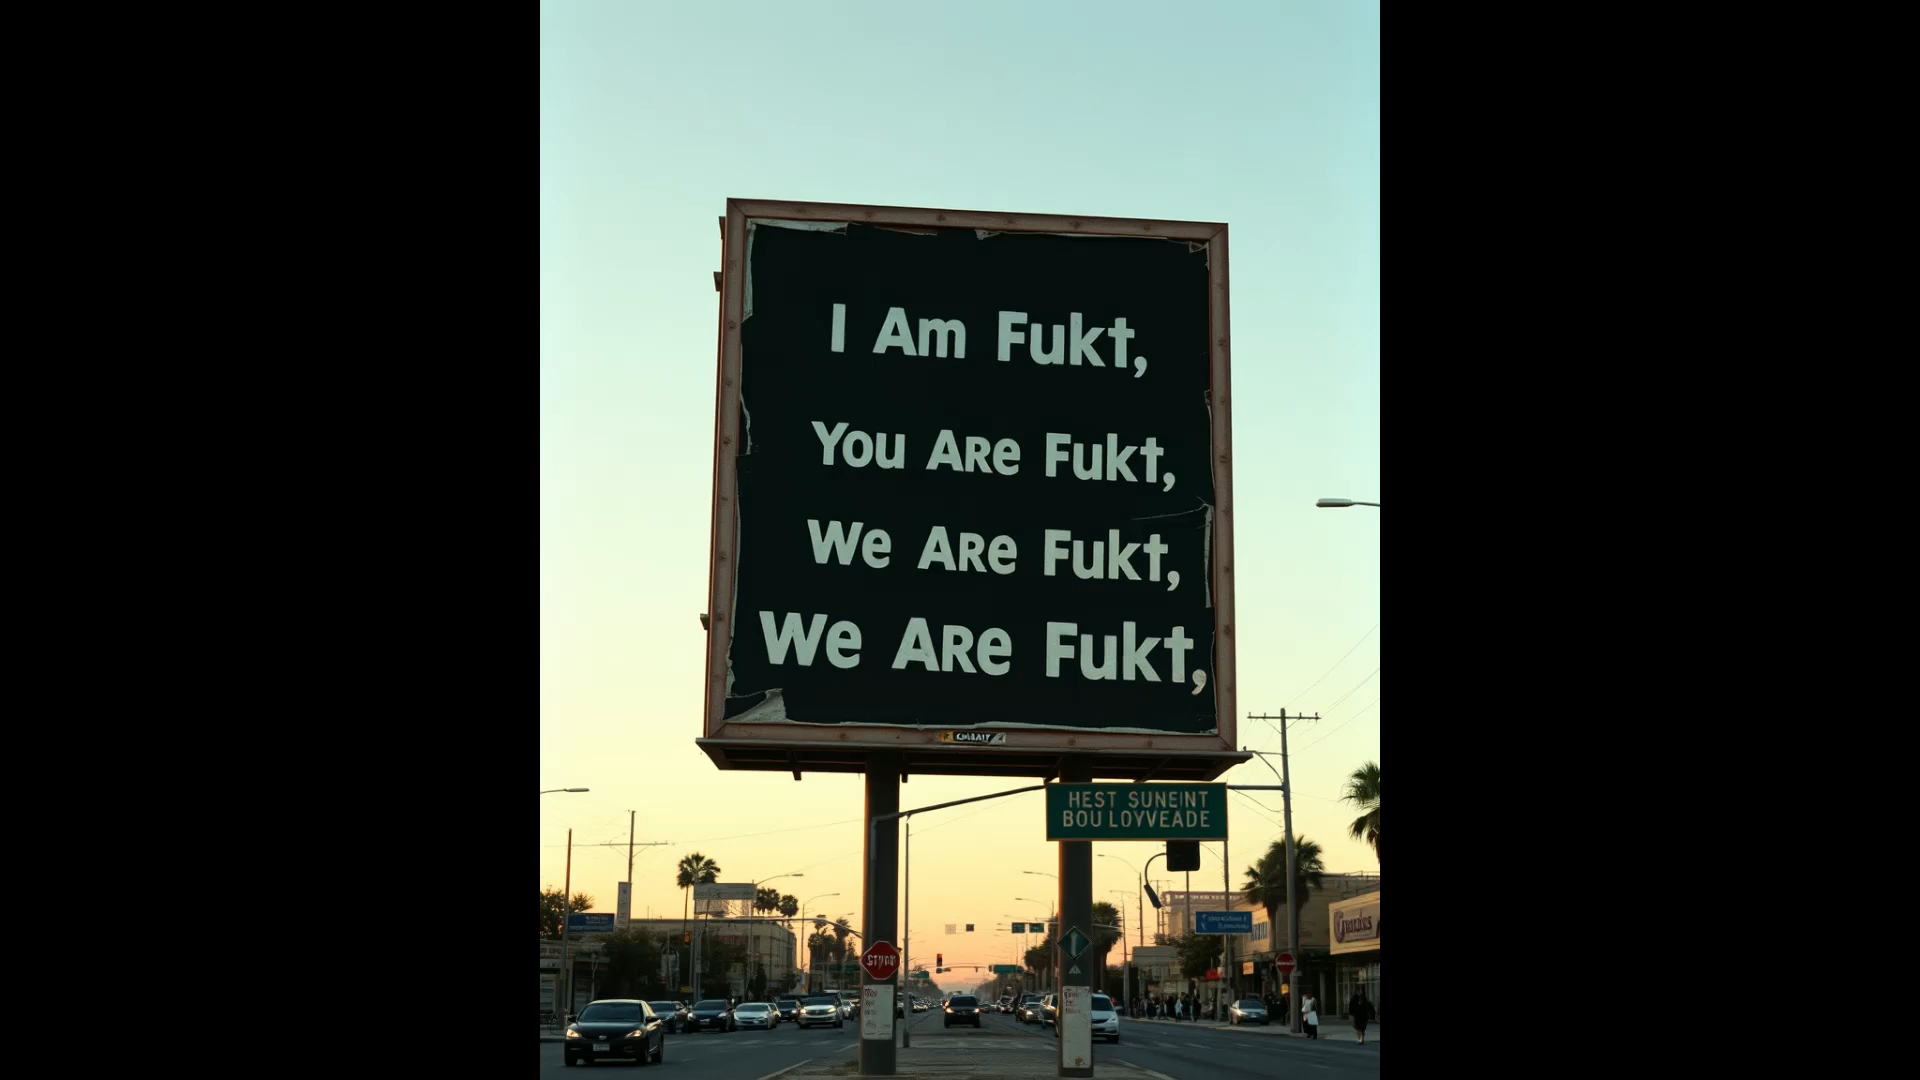 I Am Fukt,
You Are Fukt,
We Are Fukt,
We Are Fukt,
HEST SUNEINT
BOU LOYVEADE